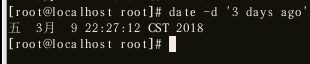 [root@localhost root]# date -d '3 days ago'
五  3月  9 22:27:12 CST 2018
[root@localhost root]#